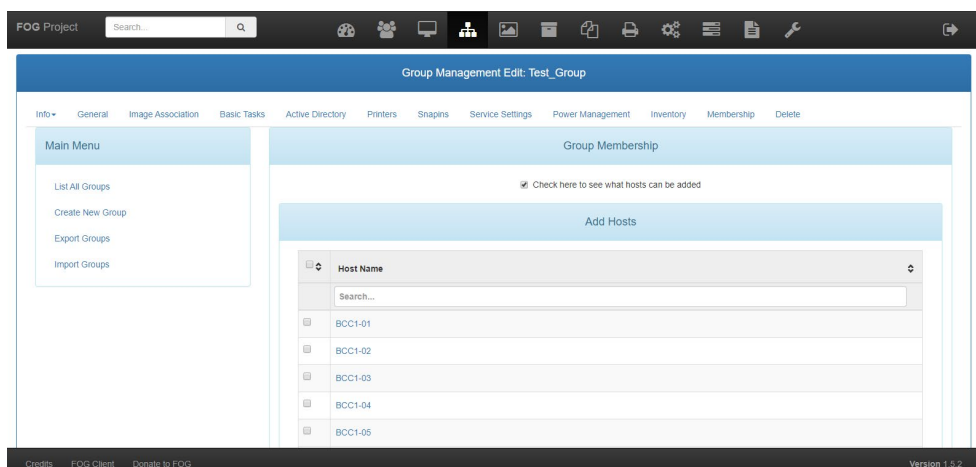 FOG Project Search...
Group Management Edit: Test_Group
Info General Image Association Basic Tasks Active Directory Printers Snapins Service Settings Power Management Inventory Membership Delete
Main Menu
List All Groups
Create New Group
Export Groups
Import Groups
Group Membership
Check here to see what hosts can be added
Add Hosts
Host Name
Search...
BCC1-01
BCC1-02
BCC1-03
BCC1-04
BCC1-05
Credits FOG Client Donate to FOG Version 1.5.2